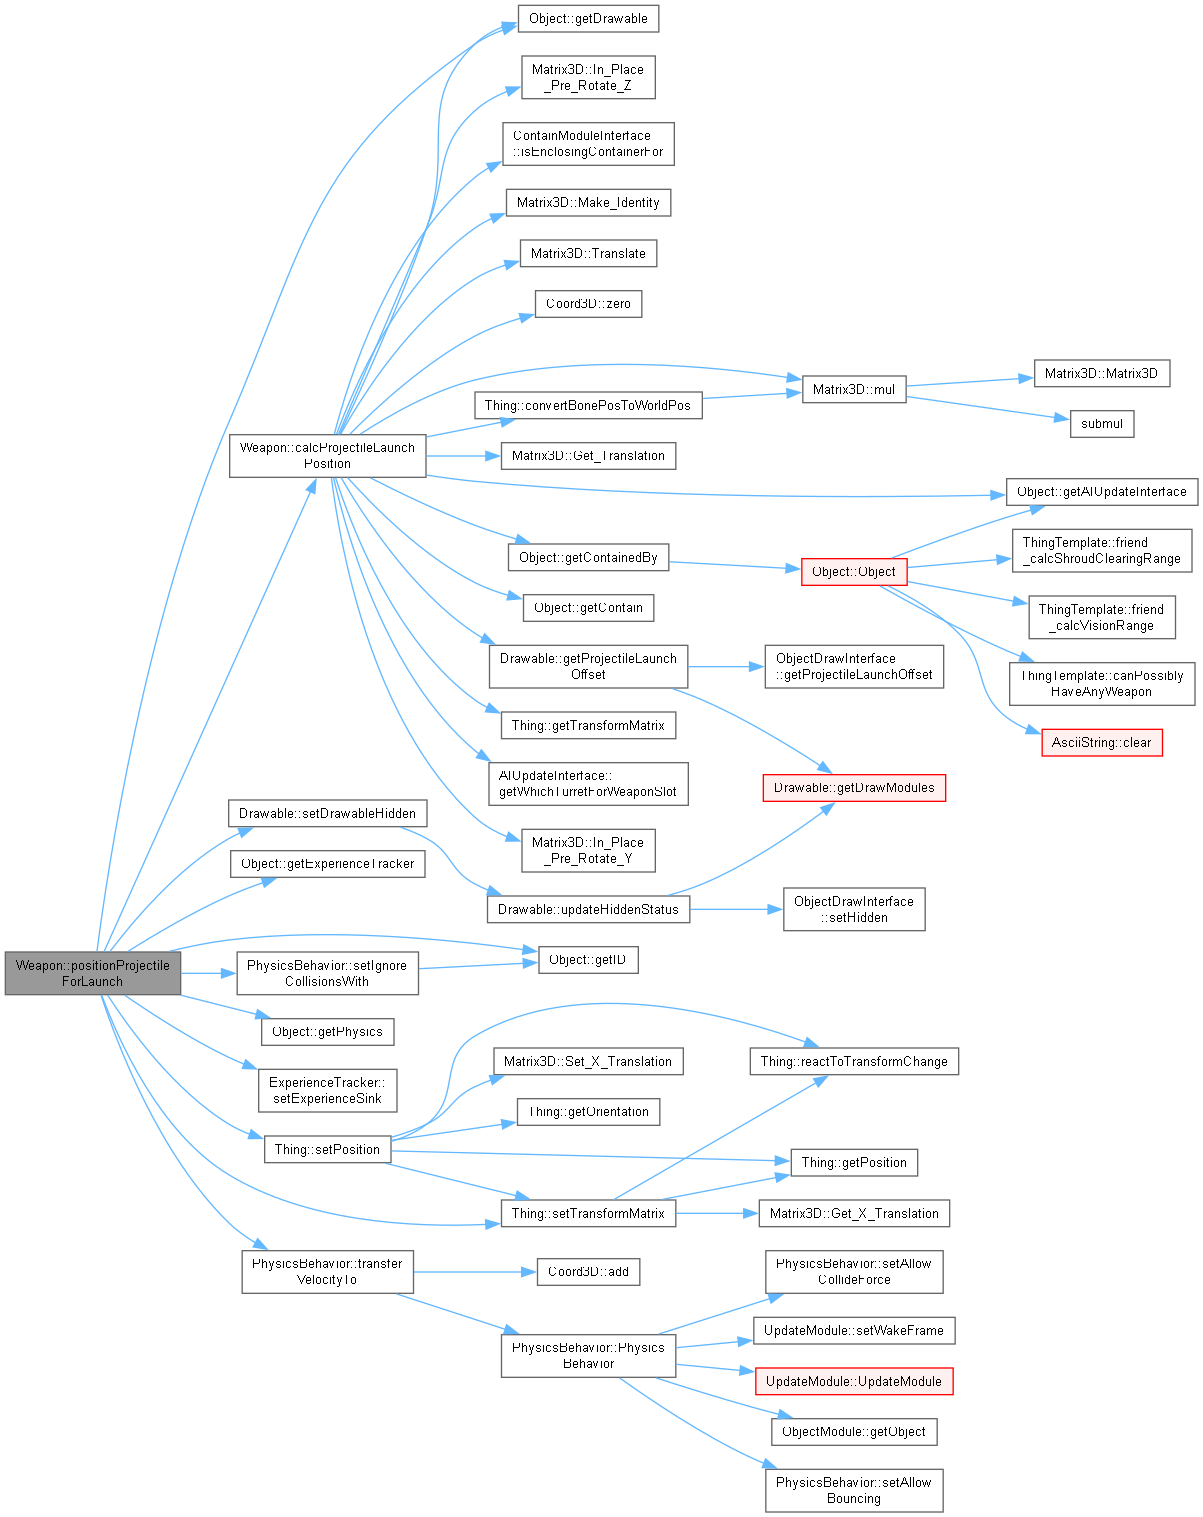 Object::getDrawable
Matrix3D::In_Place
_Pre_Rotate_Z
ContainModuleInterface
::isEnclosingContainerFor
Matrix3D::Make_Identity
Matrix3D::Translate
Coord3D::zero
Matrix3D::mul
Matrix3D::Matrix3D
submul
Thing::convertBonePosToWorldPos
Weapon::calcProjectileLaunch
Position
Matrix3D::Get_Translation
Object::getAIUpdateInterface
Object::getContainedBy
Object::Object
ThingTemplate::friend
_calcShroudClearingRange
ThingTemplate::friend
_calcVisionRange
Object::getContain
Drawable::getProjectileLaunch
Offset
ObjectDrawInterface
::getProjectileLaunchOffset
ThingTemplate::canPossibly
HaveAnyWeapon
Thing::getTransformMatrix
AsciiString::clear
AIUpdateInterface::
getWhichTurretForWeaponSlot
Drawable::getDrawModules
Drawable::setDrawableHidden
Matrix3D::In_Place
_Pre_Rotate_Y
Object::getExperienceTracker
Drawable::updateHiddenStatus
ObjectDrawInterface
::setHidden
Weapon::positionProjectile
ForLaunch
PhysicsBehavior::setIgnore
CollisionsWith
Object::getID
Object::getPhysics
ExperienceTracker::
setExperienceSink
Matrix3D::Set_X_Translation
Thing::reactToTransformChange
Thing::getOrientation
Thing::setPosition
Thing::getPosition
Thing::setTransformMatrix
Matrix3D::Get_X_Translation
PhysicsBehavior::transfer
VelocityTo
Coord3D::add
PhysicsBehavior::setAllow
CollideForce
PhysicsBehavior::Physics
Behavior
UpdateModule::setWakeFrame
UpdateModule::UpdateModule
ObjectModule::getObject
PhysicsBehavior::setAllow
Bouncing